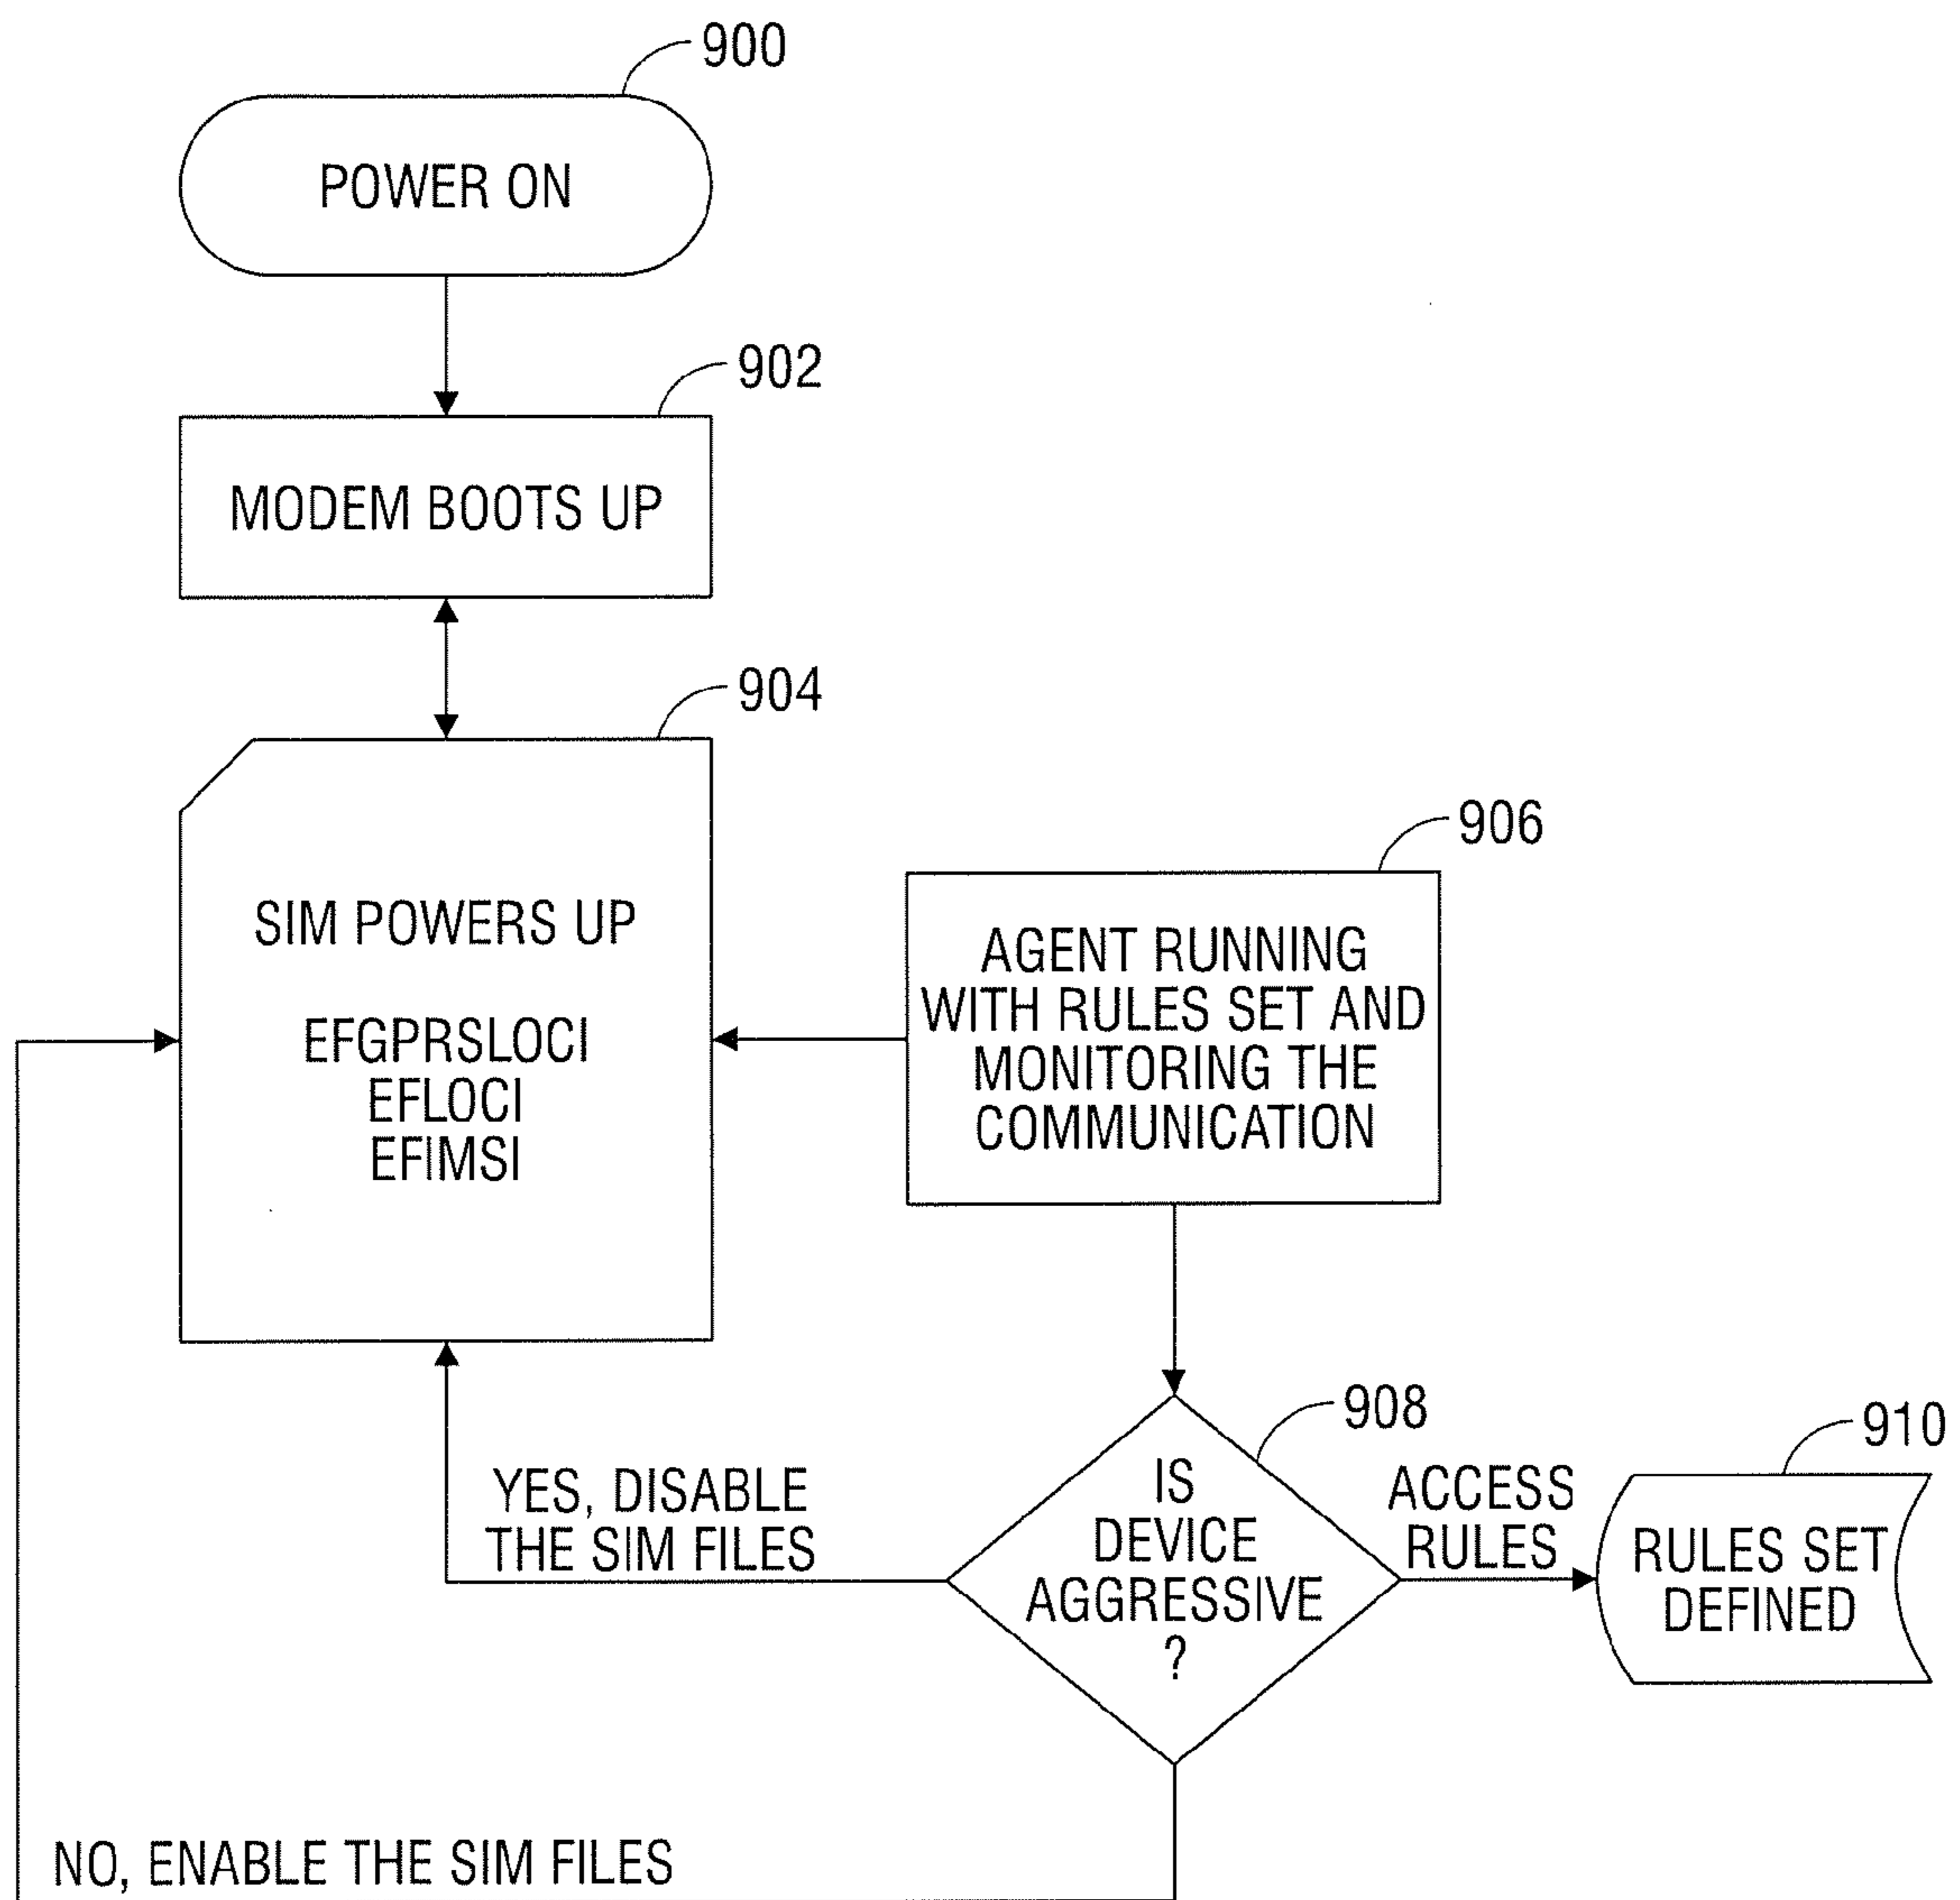 900
POWER ON
902
MODEM BOOTS UP
904
SIM POWERS UP
EFGPRSLOCI
EFLOCI
EFIMSI
906
AGENT RUNNING
WITH RULES SET AND
MONITORING THE
COMMUNICATION
908
IS
DEVICE
AGGRESSIVE
?
YES, DISABLE
THE SIM FILES
ACCESS
RULES
910
RULES SET
DEFINED
NO, ENABLE THE SIM FILES